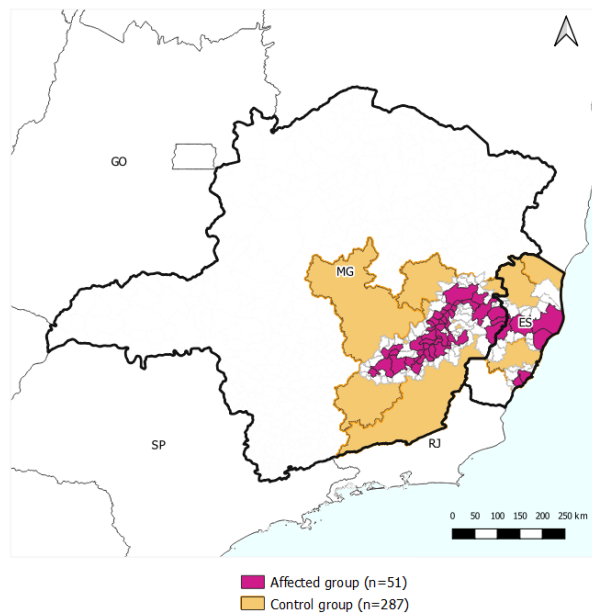 GO
MG
ES
SP
RJ
0 50 100 150 200 250 km
Affected group (n=51)
Control group (n=287)